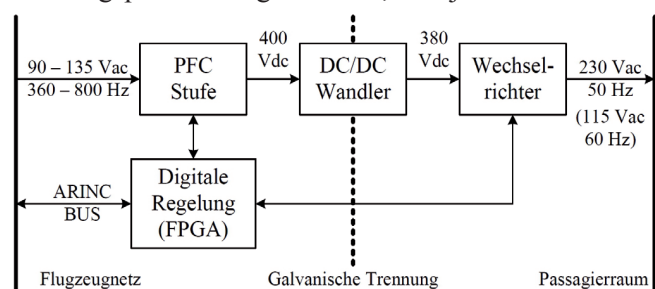 400
380
90 – 135 Vac
PFC
Vdc
DC/DC
Vdc
Wechsel-
230 Vac
360 – 800 Hz
Stufe
Wandler
richter
50 Hz
(115 Vac
60 Hz)
Digitale
Regelung
(FPGA)
ARINC
BUS
Flugzeugnetz
Galvanische Trennung
Passagierraum